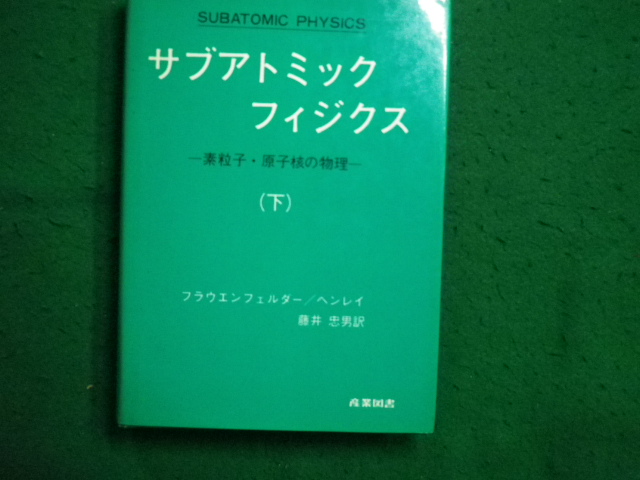 SUBATOMIC PHYSICS
サブアトミック
フィジクス
―素粒子・原子核の物理―
(下)
フラウエンフェルダー／ヘンレイ
藤井 忠男訳
産業図書